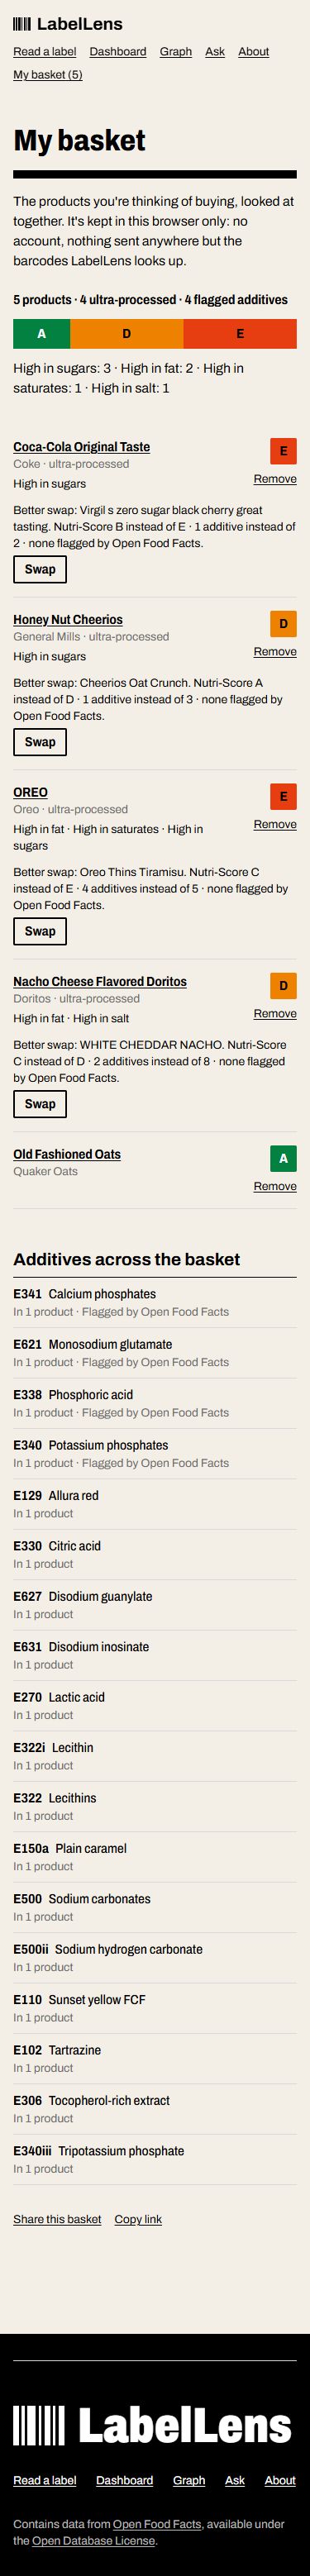 LabelLens
Read a label Dashboard Graph Ask About
My basket (5)
My basket
The products you're thinking of buying, looked at
together. It's kept in this browser only: no
account, nothing sent anywhere but the
barcodes LabelLens looks up.
5 products · 4 ultra-processed · 4 flagged additives
A D E
High in sugars: 3 · High in fat: 2 · High in
saturates: 1 · High in salt: 1
Coca-Cola Original Taste E
Coke · ultra-processed
Remove
High in sugars
Better swap: Virgil s zero sugar black cherry great
tasting. Nutri-Score B instead of E · 1 additive instead of
2 · none flagged by Open Food Facts.
Swap
Honey Nut Cheerios D
General Mills · ultra-processed
Remove
High in sugars
Better swap: Cheerios Oat Crunch. Nutri-Score A
instead of D · 1 additive instead of 3 · none flagged by
Open Food Facts.
Swap
OREO E
Oreo · ultra-processed
Remove
High in fat · High in saturates · High in
sugars
Better swap: Oreo Thins Tiramisu. Nutri-Score C
instead of E · 4 additives instead of 5 · none flagged by
Open Food Facts.
Swap
Nacho Cheese Flavored Doritos D
Doritos · ultra-processed
Remove
High in fat · High in salt
Better swap: WHITE CHEDDAR NACHO. Nutri-Score
C instead of D · 2 additives instead of 8 · none flagged
by Open Food Facts.
Swap
Old Fashioned Oats A
Quaker Oats
Remove
Additives across the basket
E341 Calcium phosphates
In 1 product · Flagged by Open Food Facts
E621 Monosodium glutamate
In 1 product · Flagged by Open Food Facts
E338 Phosphoric acid
In 1 product · Flagged by Open Food Facts
E340 Potassium phosphates
In 1 product · Flagged by Open Food Facts
E129 Allura red
In 1 product
E330 Citric acid
In 1 product
E627 Disodium guanylate
In 1 product
E631 Disodium inosinate
In 1 product
E270 Lactic acid
In 1 product
E322i Lecithin
In 1 product
E322 Lecithins
In 1 product
E150a Plain caramel
In 1 product
E500 Sodium carbonates
In 1 product
E500ii Sodium hydrogen carbonate
In 1 product
E110 Sunset yellow FCF
In 1 product
E102 Tartrazine
In 1 product
E306 Tocopherol-rich extract
In 1 product
E340iii Tripotassium phosphate
In 1 product
Share this basket Copy link
LabelLens
Read a label Dashboard Graph Ask About
Contains data from Open Food Facts, available under
the Open Database License.